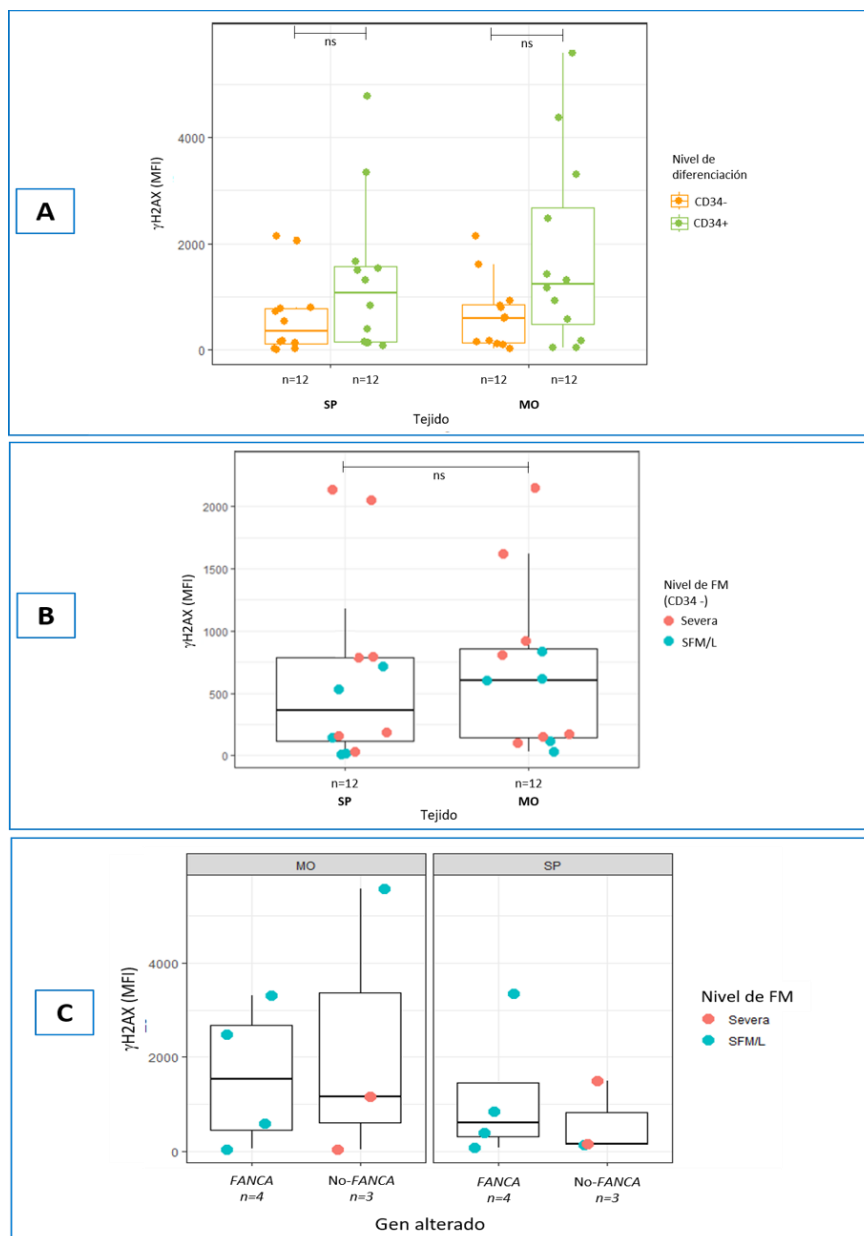 A
γH2AX (MFI)
4000
2000
0
ns
ns
n=12
n=12
n=12
n=12
SP
MO
Tejido
Nivel de
diferenciación
CD34-
CD34+
B
γH2AX (MFI)
2000
1500
1000
500
0
ns
n=12
n=12
SP
MO
Tejido
Nivel de FM
(CD34 -)
Severa
SFM/L
C
γH2AX (MFI)
MO
SP
4000
2000
0
FANCA
No-FANCA
FANCA
No-FANCA
n=4
n=3
n=4
n=3
Gen alterado
Nivel de FM
Severa
SFM/L